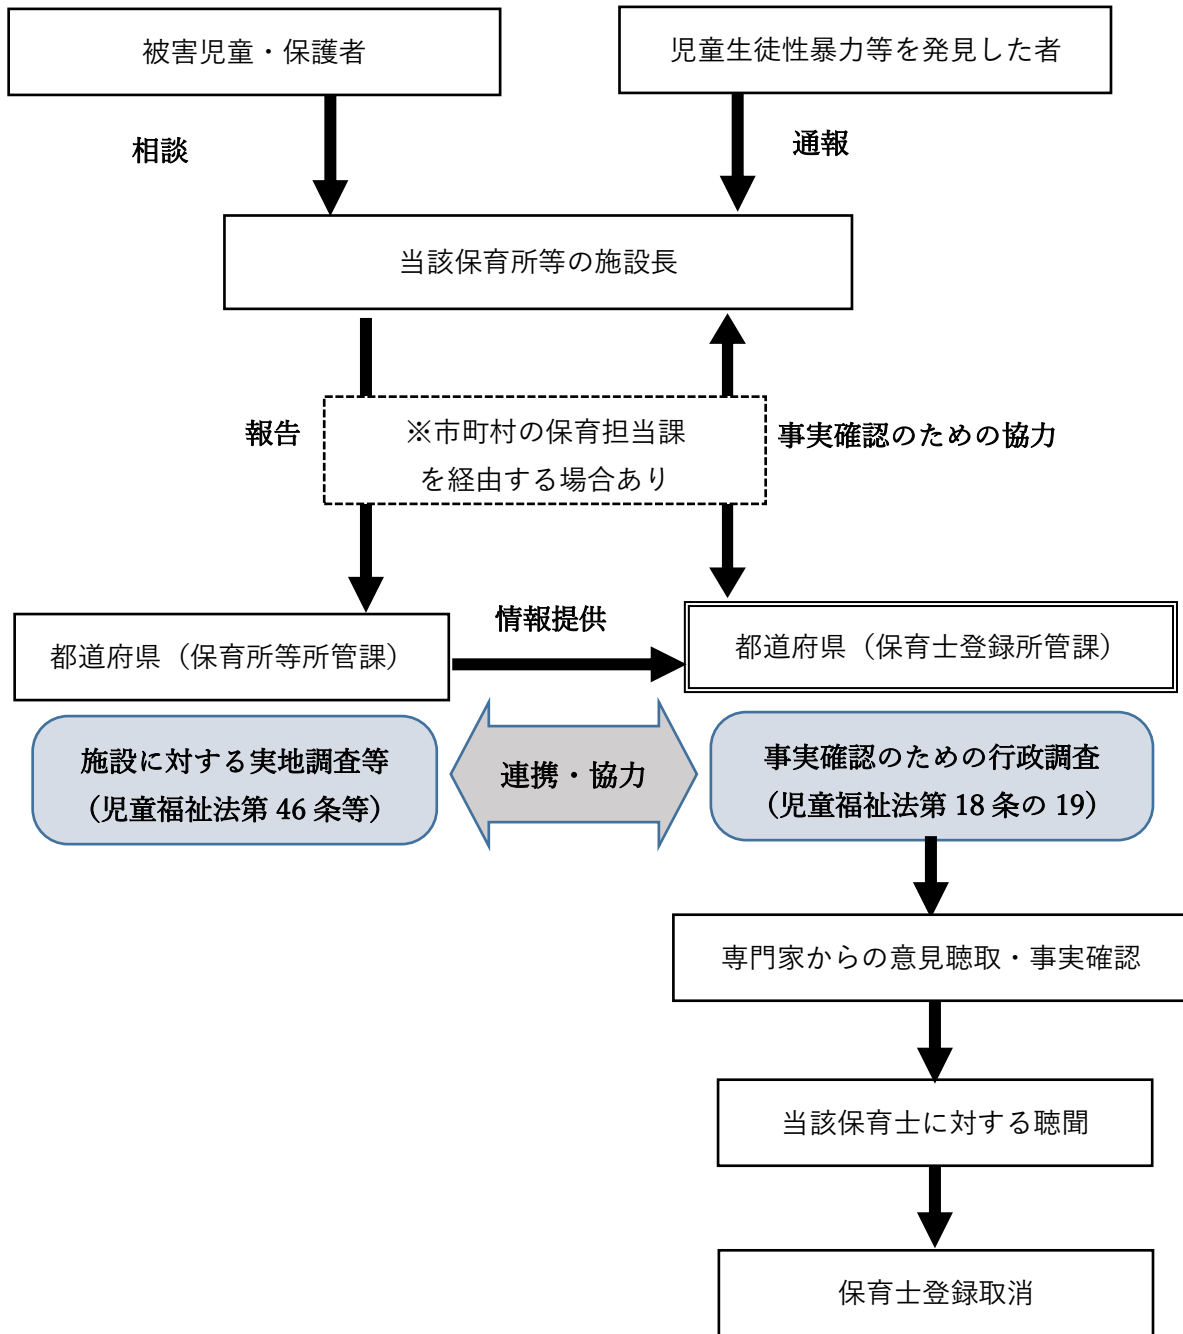 被害児童・保護者
児童生徒性暴力等を発見した者
相談
通報
当該保育所等の施設長
報告
※市町村の保育担当課
を経由する場合あり
事実確認のための協力
都道府県（保育所等所管課）
情報提供
都道府県（保育士登録所管課）
施設に対する実地調査等
（児童福祉法第 46 条等）
連携・協力
事実確認のための行政調査
（児童福祉法第 18 条の 19）
専門家からの意見聴取・事実確認
当該保育士に対する聴聞
保育士登録取消